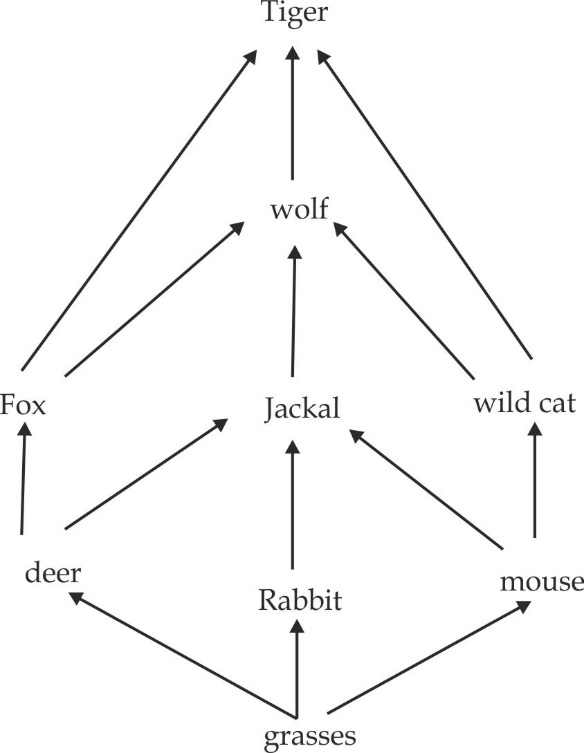 Tiger
wolf
Fox
Jackal
wild cat
deer
Rabbit
mouse
grasses